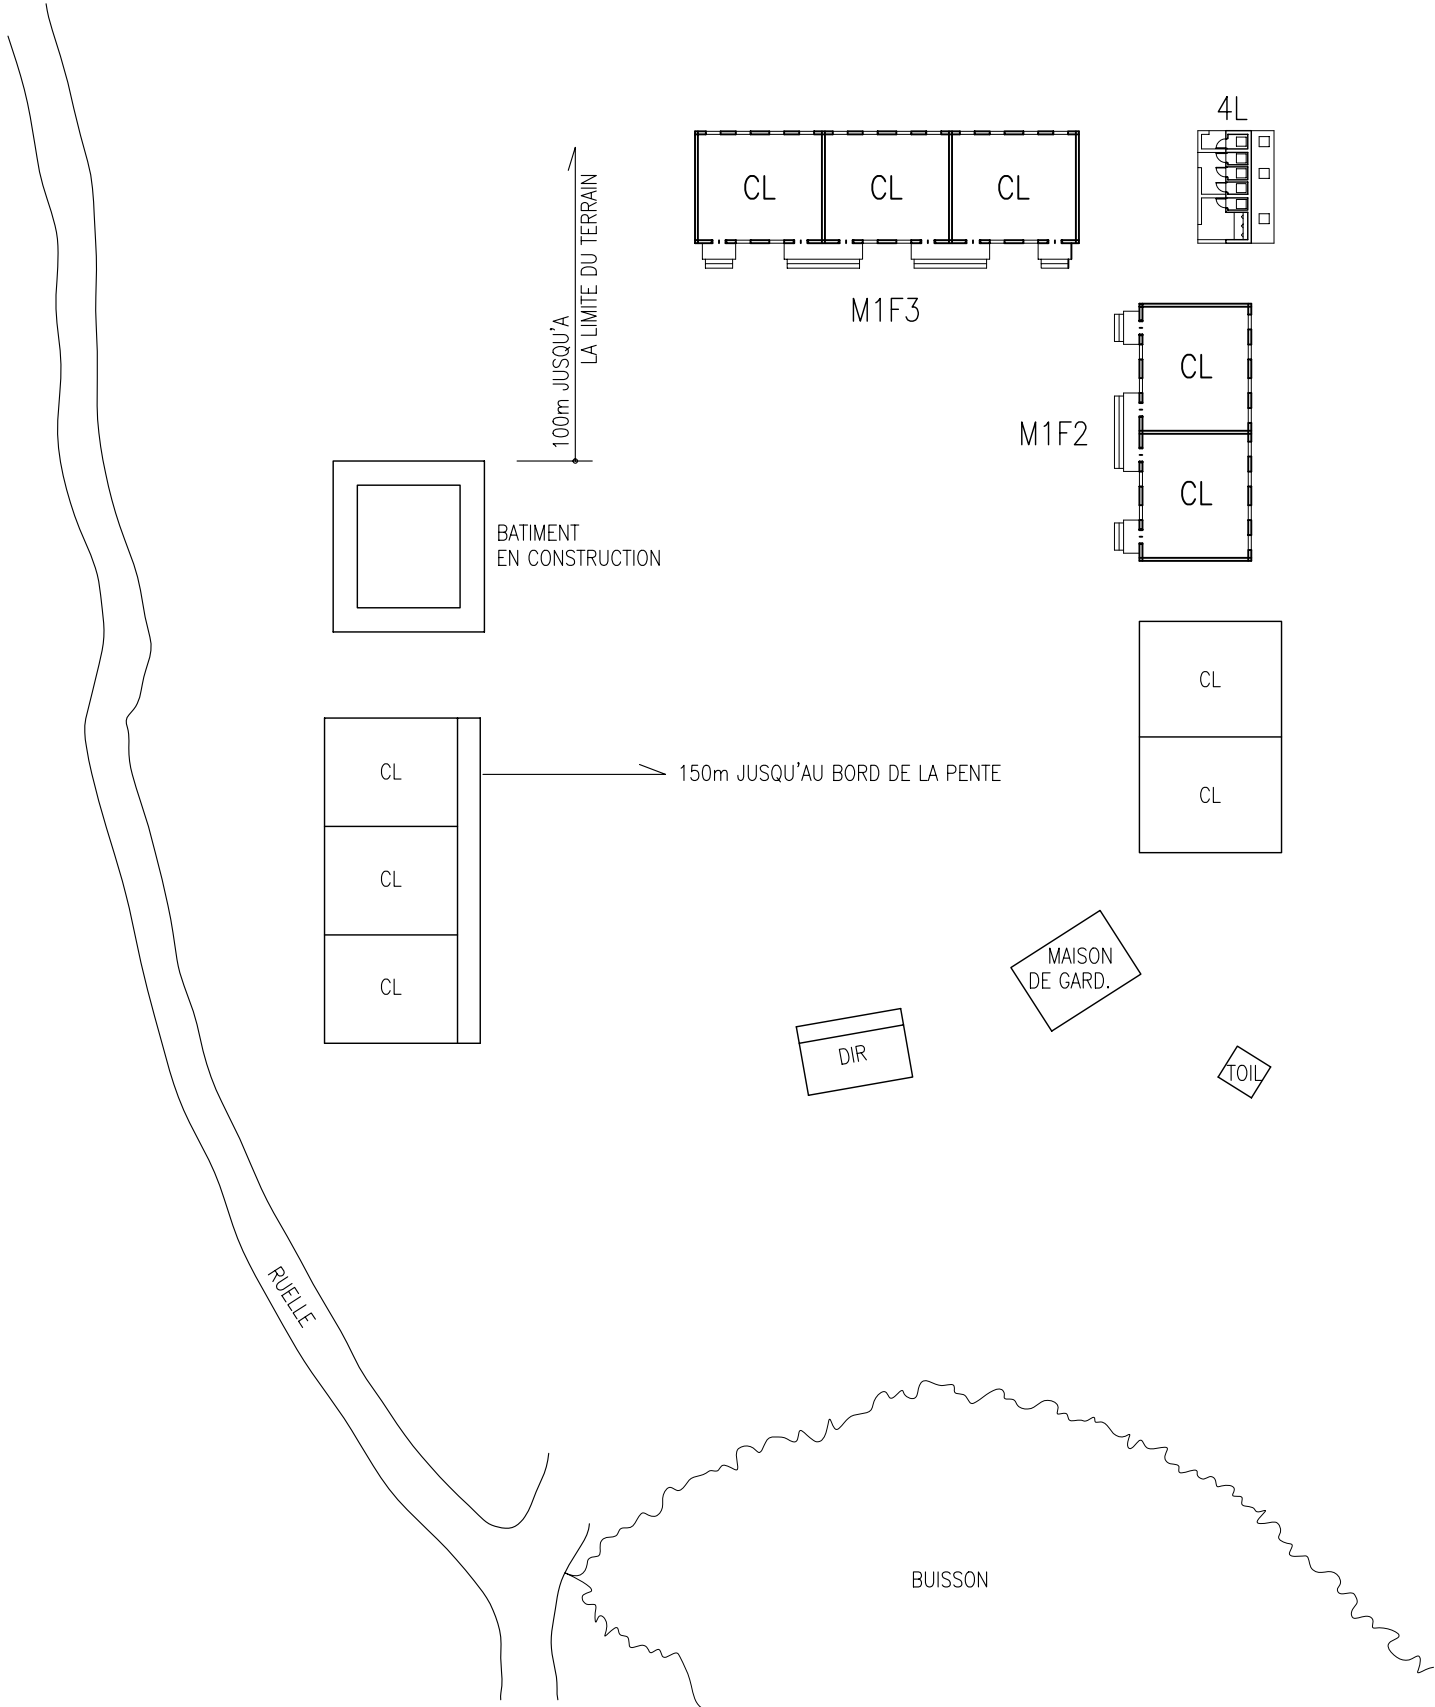 4L
CL
CL
CL
M1F3
100m JUSQU'A
LA LIMITE DU TERRAIN
CL
M1F2
CL
BATIMENT
EN CONSTRUCTION
CL
CL
150m JUSQU'AU BORD DE LA PENTE
CL
CL
CL
MAISON
DE GARD.
DIR
TOIL
RUELLE
BUISSON